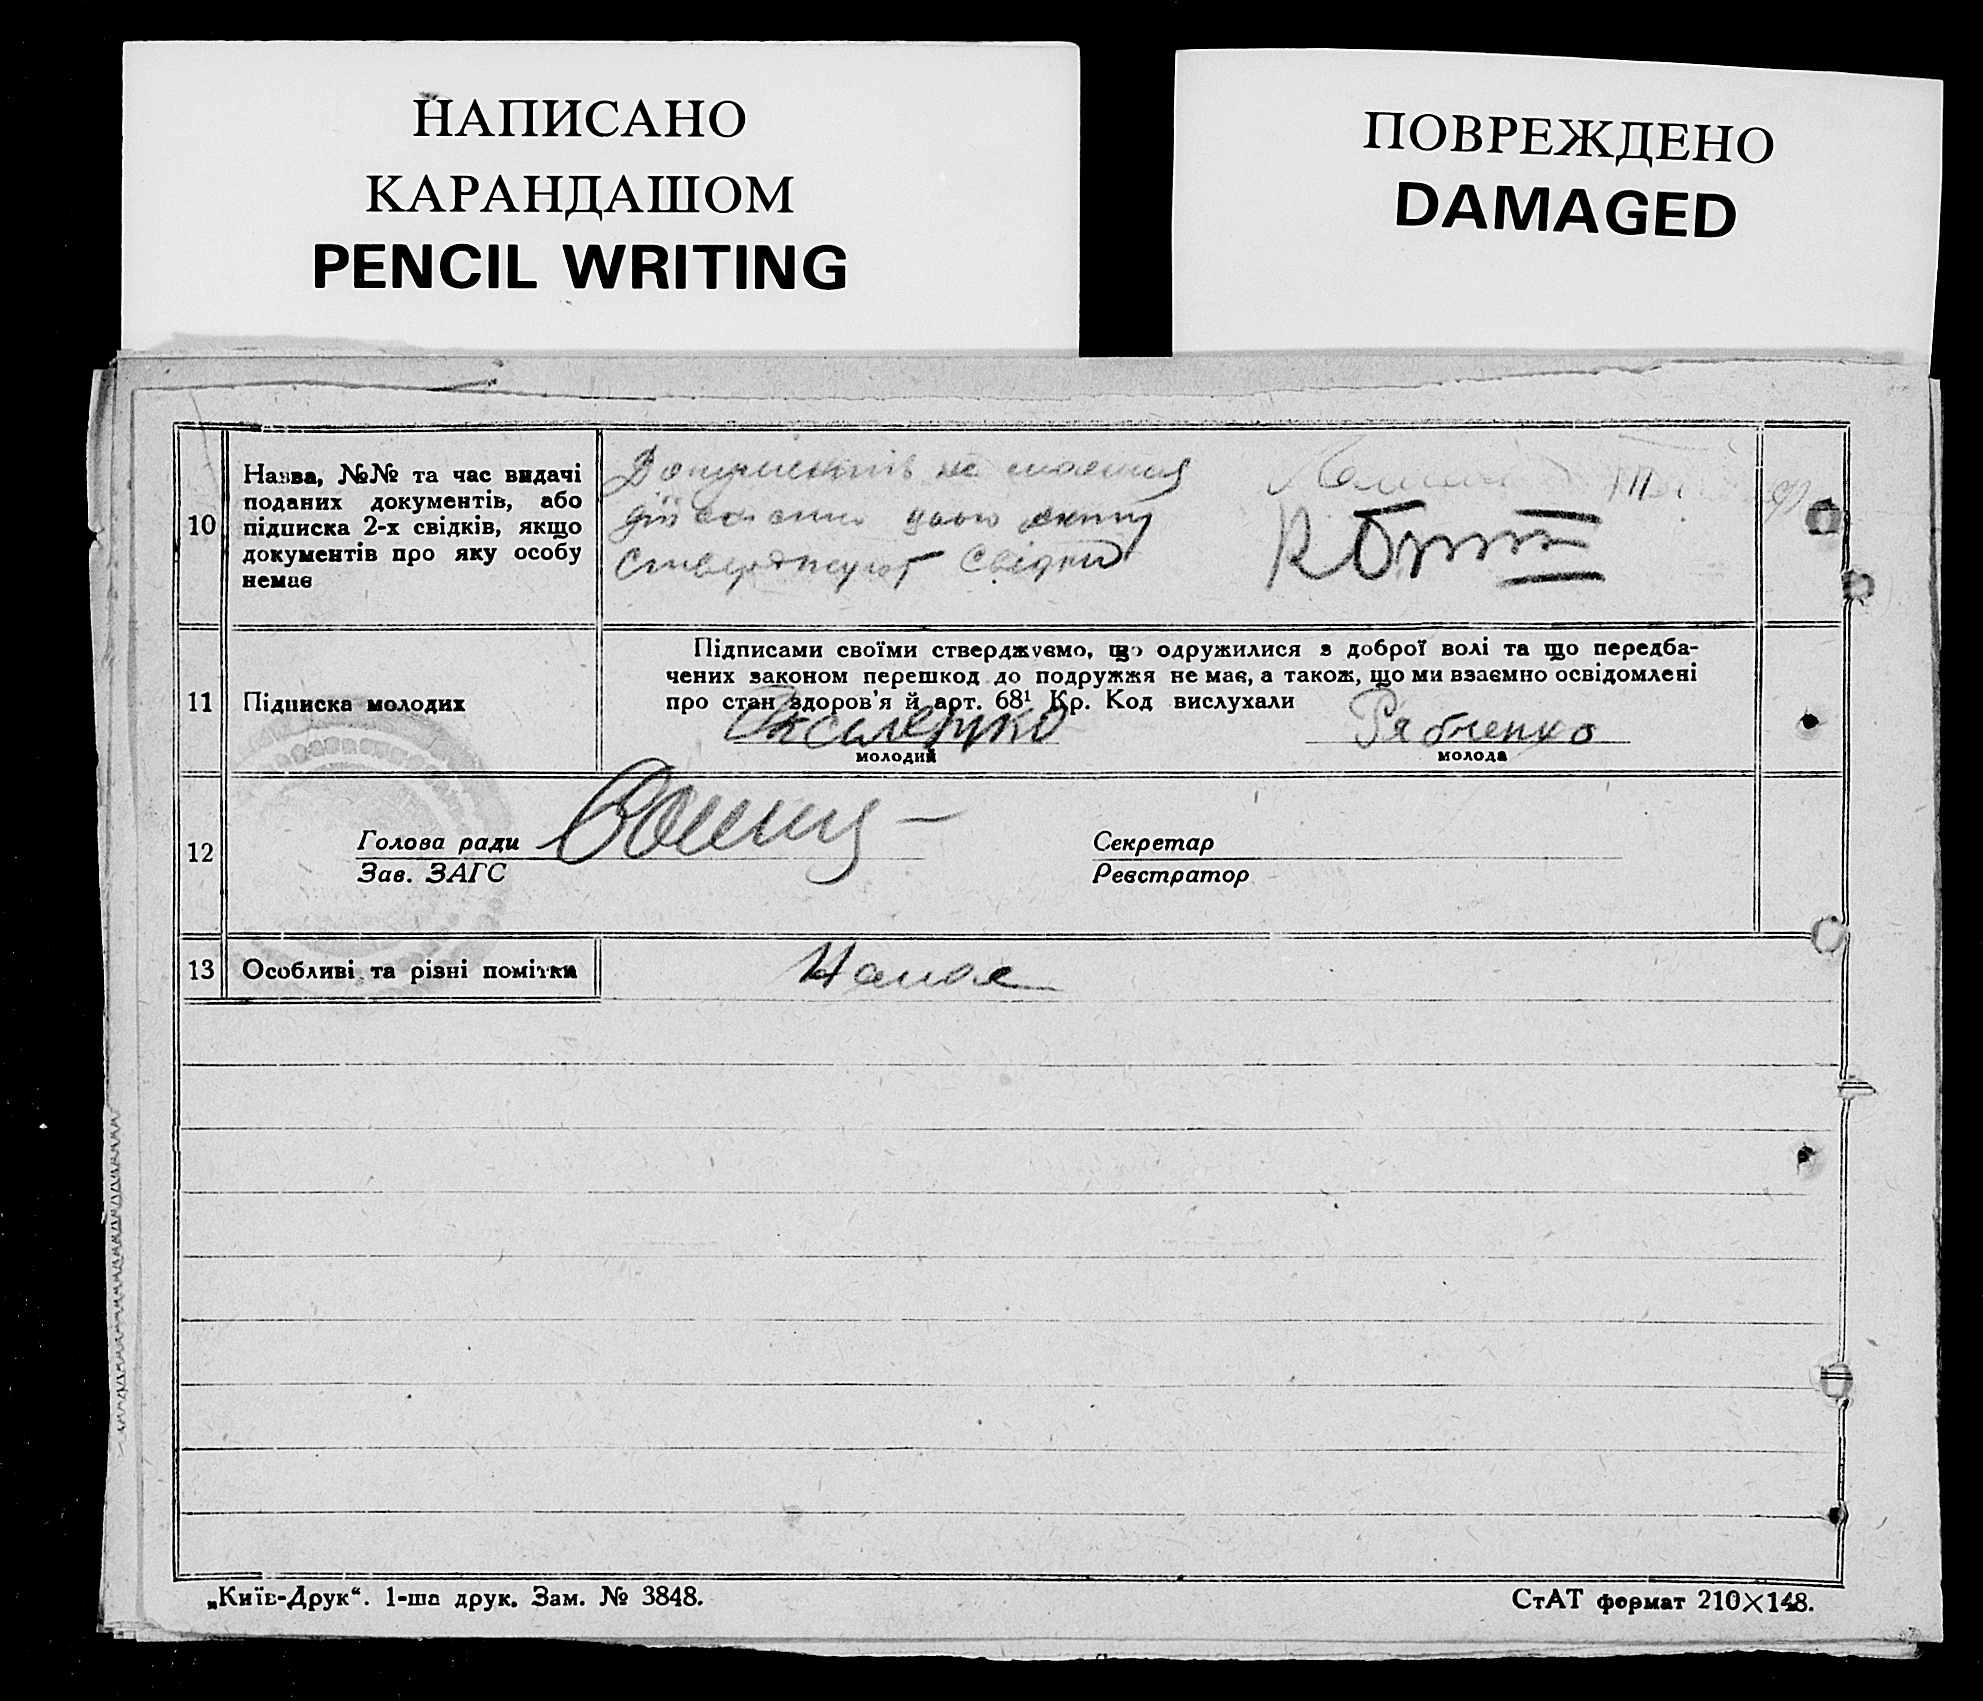 НАПИСАНО
КАРАНДАШОМ
PENCIL WRITING
ПОВРЕЖДЕНО
DAMAGED
10
Назва, №№ та час видачі
поданих документів, або
підписка 2-х свідків, якщо
документів про яку особу
немає
Документів не
цього акту
стверджують свідки
11
Підписка молодих
Підписами своїми стверджуємо, що одружилися з доброї волі та що передба-
чених законом перешкод до подружжя не має, а також, що ми взаємно освідомлені
про стан здоров'я й арт. 68¹ Кр. Код вислухали
Василенко
Рябченко
молодий
молода
12
Голова ради
Зав. ЗАГС
Секретар
Реєстратор
13
Особливі та різні помітки
Немає
„Київ-Друк“. 1-ша друк. Зам. № 3848.
СтАТ формат 210×148.